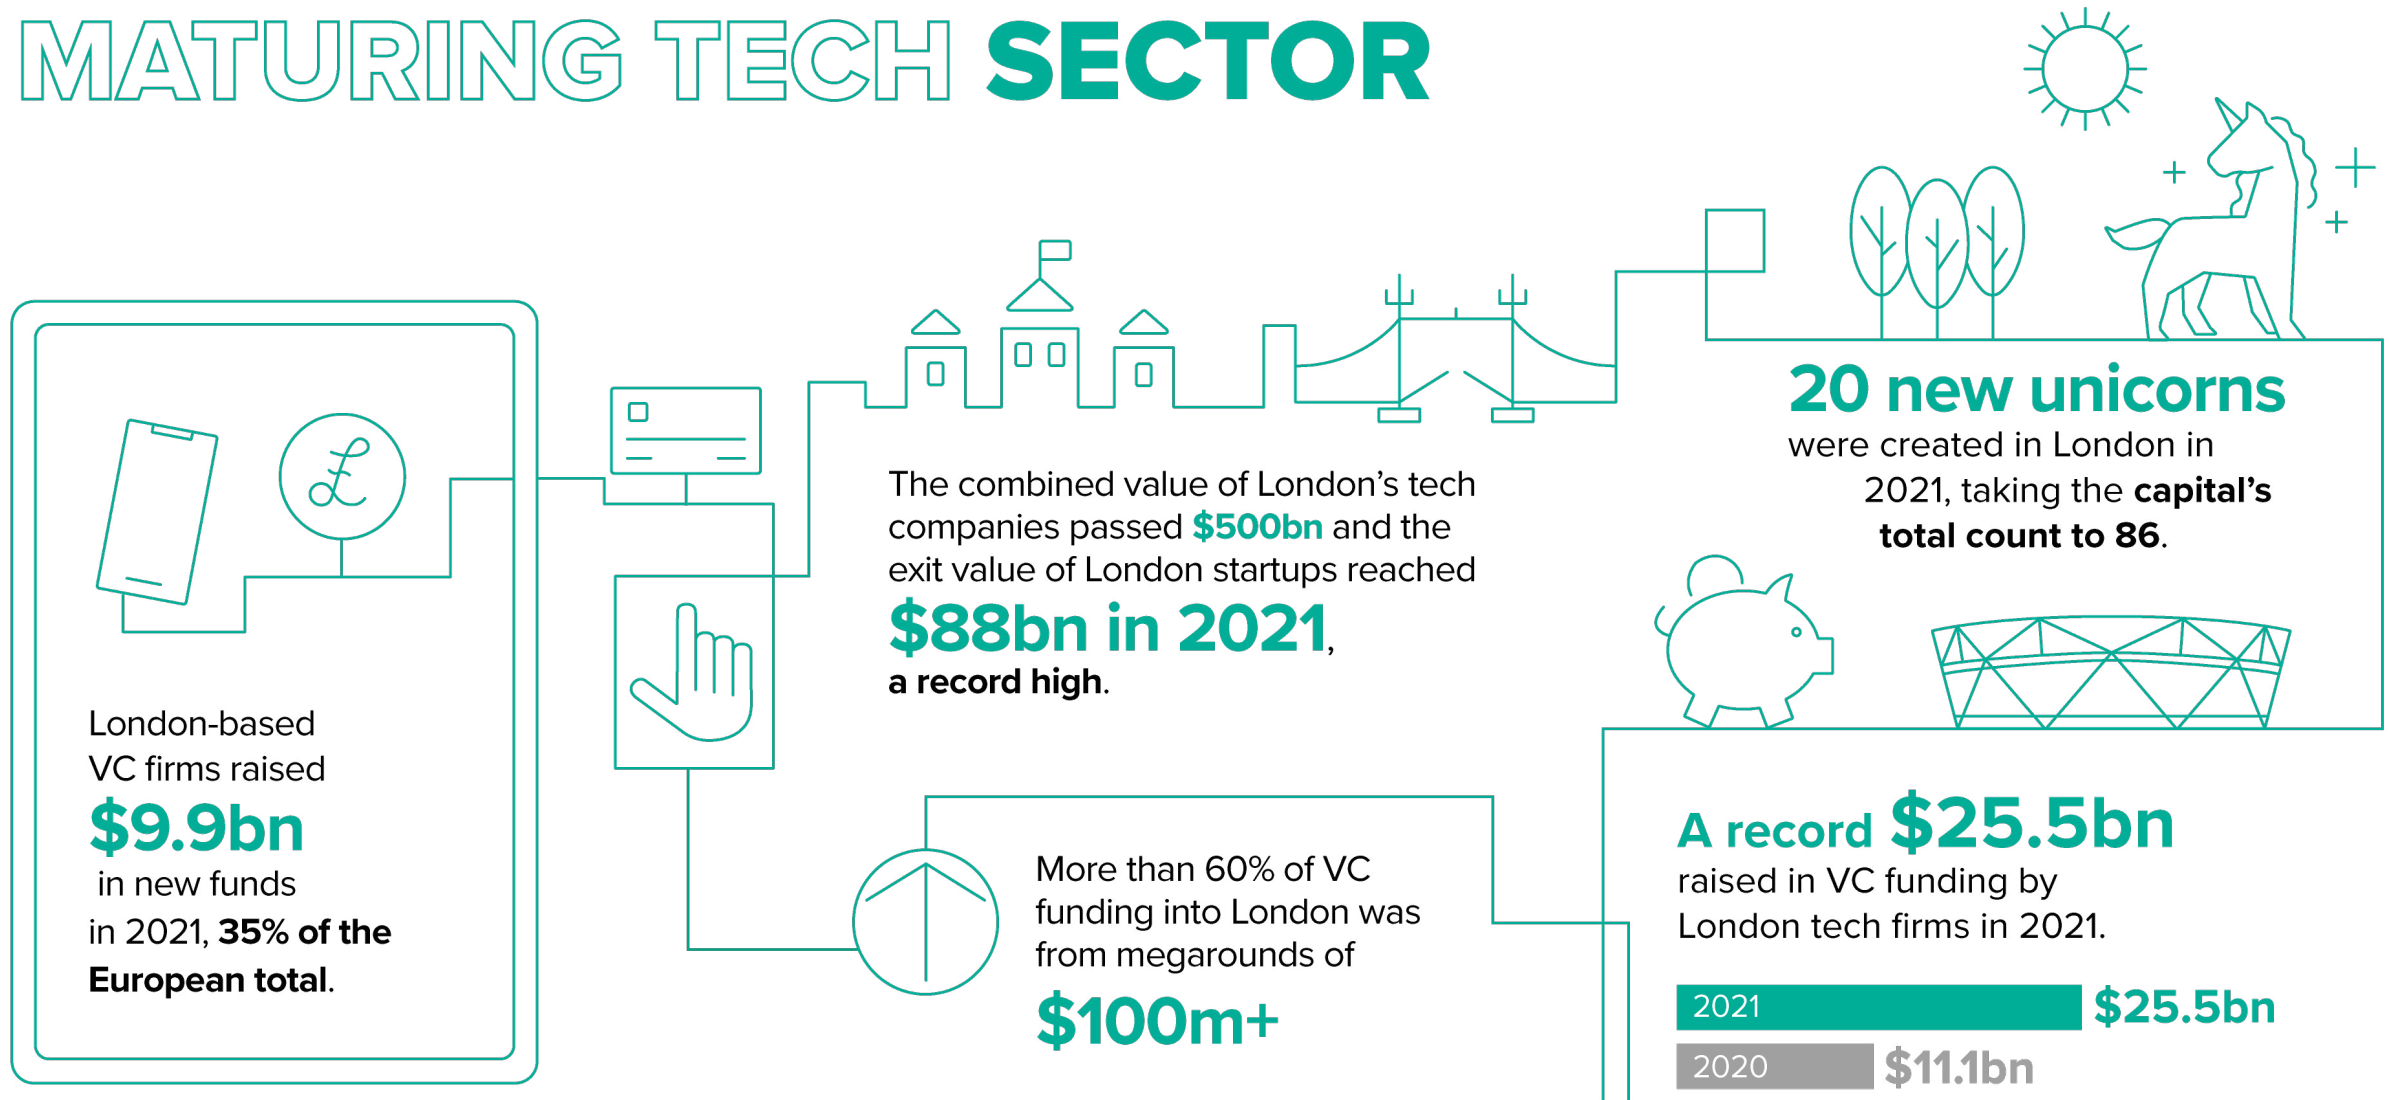 MATURING TECH SECTOR
London-based
VC firms raised
$9.9bn
in new funds
in 2021, 35% of the
European total.
The combined value of London’s tech
companies passed $500bn and the
exit value of London startups reached
$88bn in 2021,
a record high.
More than 60% of VC
funding into London was
from megarounds of
$100m+
20 new unicorns
were created in London in
2021, taking the capital’s
total count to 86.
A record $25.5bn
raised in VC funding by
London tech firms in 2021.
2021 $25.5bn
2020 $11.1bn